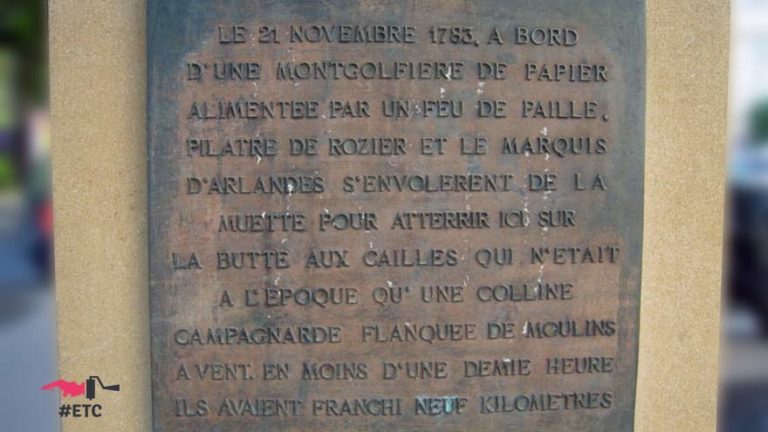 LE 21 NOVEMBRE 1783, A BORD
D'UNE MONTGOLFIERE DE PAPIER
ALIMENTEE PAR UN FEU DE PAILLE,
PILATRE DE ROZIER ET LE MARQUIS
D'ARLANDES S'ENVOLERENT DE LA
MUETTE POUR ATTERRIR ICI SUR
LA BUTTE AUX CAILLES QUI N'ETAIT
A L'EPOQUE QU'UNE COLLINE
CAMPAGNARDE FLANQUEE DE MOULINS
A VENT. EN MOINS D'UNE DEMIE HEURE
ILS AVAIENT FRANCHI NEUF KILOMETRES
#ETC